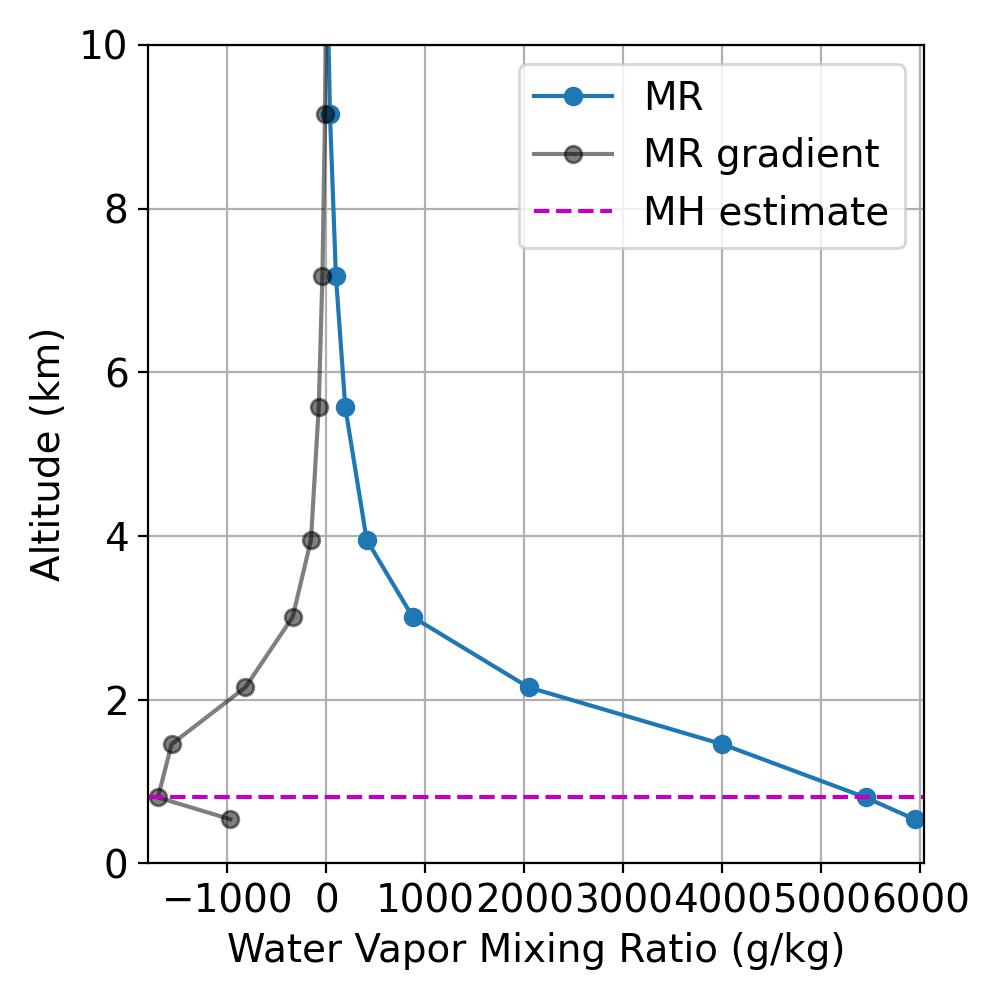 10
8
6
4
2
0
Altitude (km)
MR
MR gradient
MH estimate
−1000 0 1000 2000 3000 4000 5000 6000
Water Vapor Mixing Ratio (g/kg)